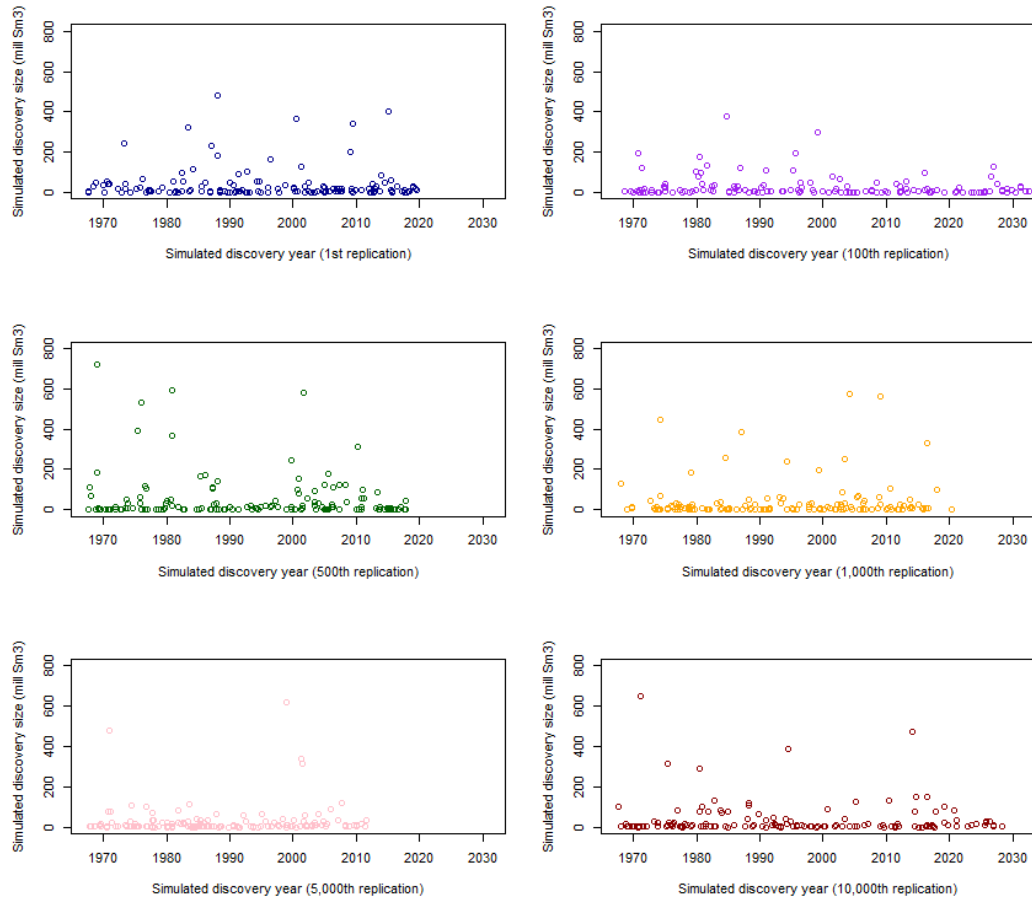 Simulated discovery size (mill Sm3)
800
600
400
200
0
1970 1980 1990 2000 2010 2020 2030
Simulated discovery year (1st replication)
Simulated discovery size (mill Sm3)
800
600
400
200
0
1970 1980 1990 2000 2010 2020 2030
Simulated discovery year (100th replication)
Simulated discovery size (mill Sm3)
800
600
400
200
0
1970 1980 1990 2000 2010 2020 2030
Simulated discovery year (500th replication)
Simulated discovery size (mill Sm3)
800
600
400
200
0
1970 1980 1990 2000 2010 2020 2030
Simulated discovery year (1,000th replication)
Simulated discovery size (mill Sm3)
800
600
400
200
0
1970 1980 1990 2000 2010 2020 2030
Simulated discovery year (5,000th replication)
Simulated discovery size (mill Sm3)
800
600
400
200
0
1970 1980 1990 2000 2010 2020 2030
Simulated discovery year (10,000th replication)